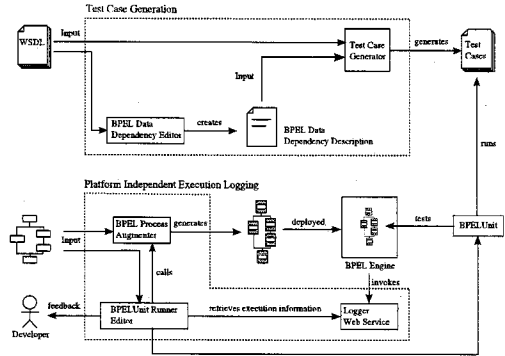 Test Case Generation
WSDL
Input
Test Case
Generator
generates
Test
Cases
Input
BPEL Data
Dependency Editor
creates
BPEL Data
Dependency Description
runs
Platform Independent Execution Logging
Input
BPEL Process
Augmenter
generates
deployed
BPEL Engine
tests
BPELUnit
calls
invokes
Developer
feedback
BPELUnit Runner
Editor
retrieves execution information
Logger
Web Service